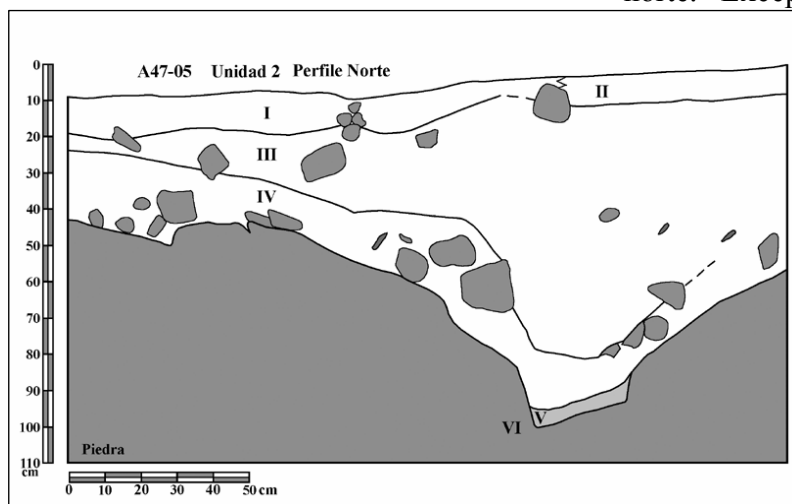 norte. Excep
A47-05 Unidad 2 Perfile Norte
0
10
20
30
40
50
60
70
80
90
100
110
cm
I
II
III
IV
V
VI
Piedra
0 10 20 30 40 50 cm